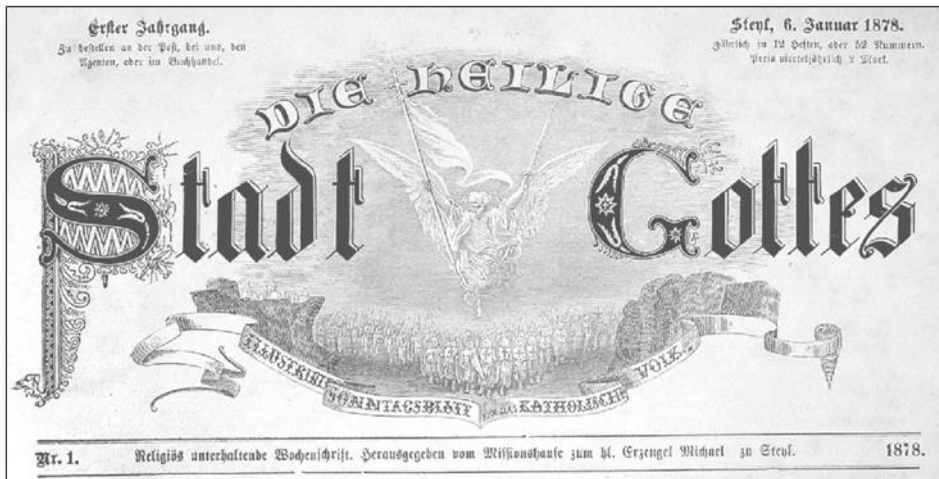 Erster Jahrgang.
Zu bestellen an der Post, bei uns, den
Agenten, oder im Buchhandel.
Steyl, 6. Januar 1878.
Jährlich in 12 Heften, oder 52 Nummern.
Preis vierteljährlich 2 Mark.
DIE HEILIGE
Stadt Gottes
ILLUSTRIRT
SONNTAGSBLATT FÜR DAS KATHOLISCHE
VOLK.
Nr. 1. Religiös unterhaltende Wochenschrift. Herausgegeben vom Missionshause zum hl. Erzengel Michael zu Steyl. 1878.